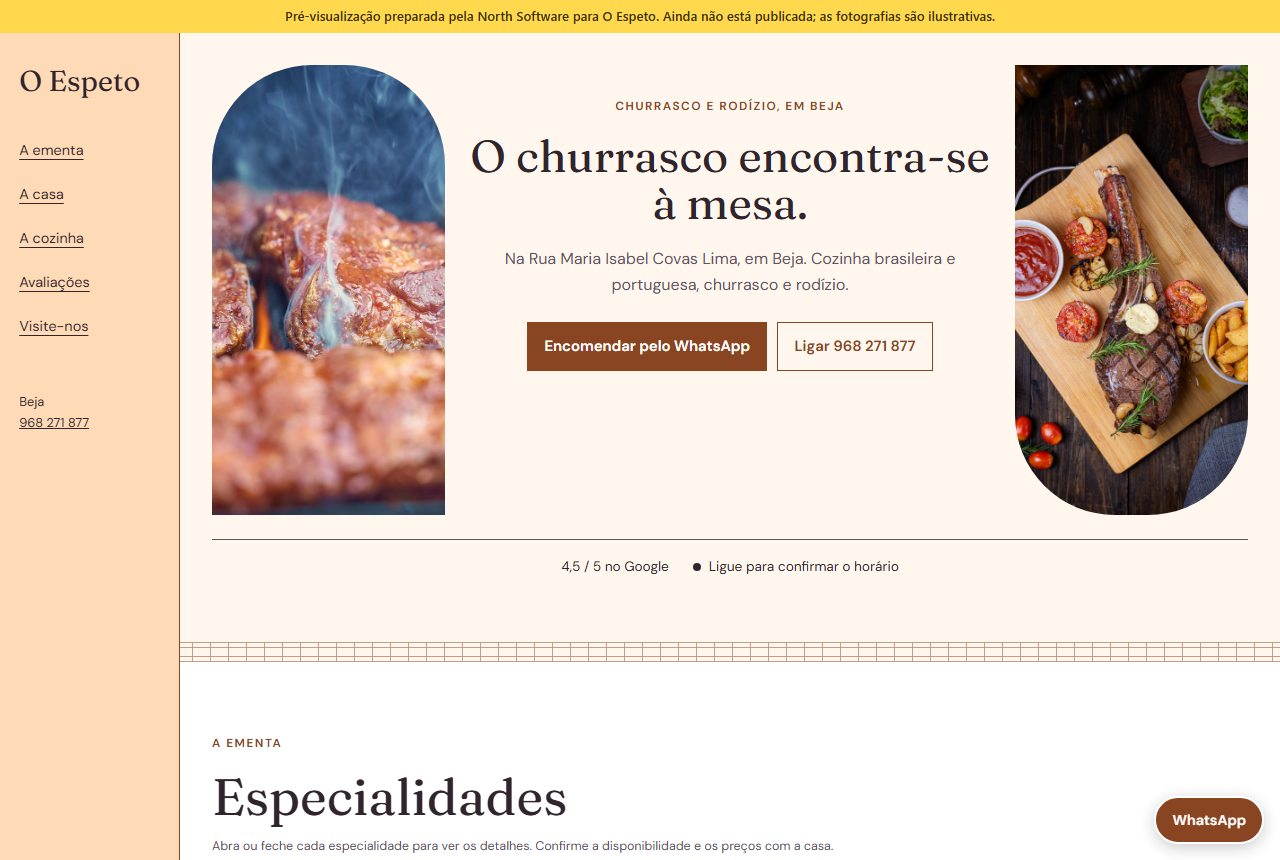 Pré-visualização preparada pela North Software para O Espeto. Ainda não está publicada; as fotografias são ilustrativas.
O Espeto
A ementa
A casa
A cozinha
Avaliações
Visite-nos
Beja
968 271 877
CHURRASCO E RODÍZIO, EM BEJA
O churrasco encontra-se
à mesa.
Na Rua Maria Isabel Covas Lima, em Beja. Cozinha brasileira e
portuguesa, churrasco e rodízio.
Encomendar pelo WhatsApp
Ligar 968 271 877
4,5 / 5 no Google
Ligue para confirmar o horário
A EMENTA
Especialidades
Abra ou feche cada especialidade para ver os detalhes. Confirme a disponibilidade e os preços com a casa.
WhatsApp